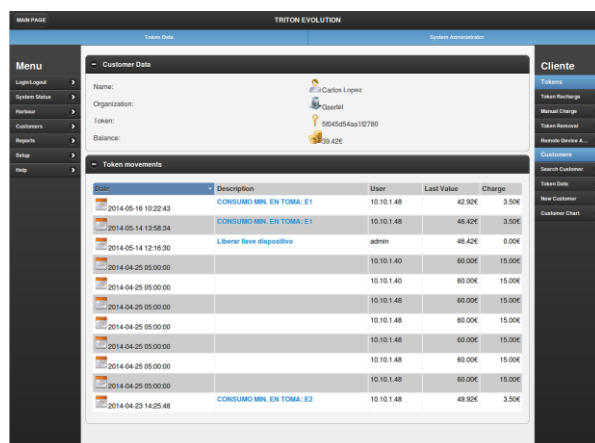 MAIN PAGE
TRITON EVOLUTION
Token Data
System Administrator
Menu
Login/Logout
System Status
Harbour
Customers
Reports
Setup
Help
Customer Data
Name:
Carlos Lopez
Organization:
Gsertel
Token:
5f045d54aa1f2780
Balance:
39.42€
Token movements
Date Description User Last Value Charge
2014-05-16 10:22:43 CONSUMO MIN. EN TOMA: E1 10.10.1.48 42.92€ 3.50€
2014-05-14 13:58:34 CONSUMO MIN. EN TOMA: E1 10.10.1.48 46.42€ 3.50€
2014-05-14 12:16:30 Liberar llave dispositivo admin 46.42€ 0.00€
2014-04-25 05:00:00 10.10.1.40 60.00€ 15.00€
2014-04-25 05:00:00 10.10.1.40 60.00€ 15.00€
2014-04-25 05:00:00 10.10.1.48 60.00€ 15.00€
2014-04-25 05:00:00 10.10.1.48 60.00€ 15.00€
2014-04-25 05:00:00 10.10.1.48 60.00€ 15.00€
2014-04-25 05:00:00 10.10.1.48 60.00€ 15.00€
2014-04-25 05:00:00 10.10.1.48 60.00€ 15.00€
2014-04-23 14:25:48 CONSUMO MIN. EN TOMA: E2 10.10.1.48 49.92€ 3.50€
Cliente
Tokens
Token Recharge
Manual Charge
Token Removal
Remote Device A...
Customers
Search Customer
Token Data
New Customer
Customer Chart